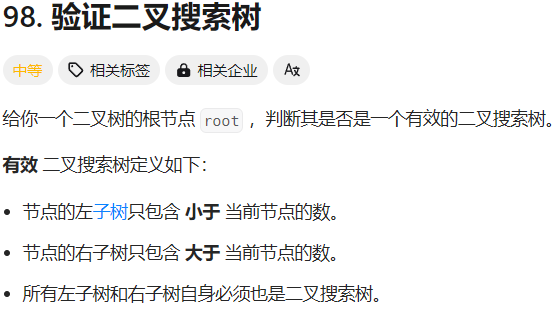 98. 验证二叉搜索树
中等 相关标签 相关企业 A文
给你一个二叉树的根节点 root ，判断其是否是一个有效的二叉搜索树。
有效 二叉搜索树定义如下：
• 节点的左子树只包含 小于 当前节点的数。
• 节点的右子树只包含 大于 当前节点的数。
• 所有左子树和右子树自身必须也是二叉搜索树。